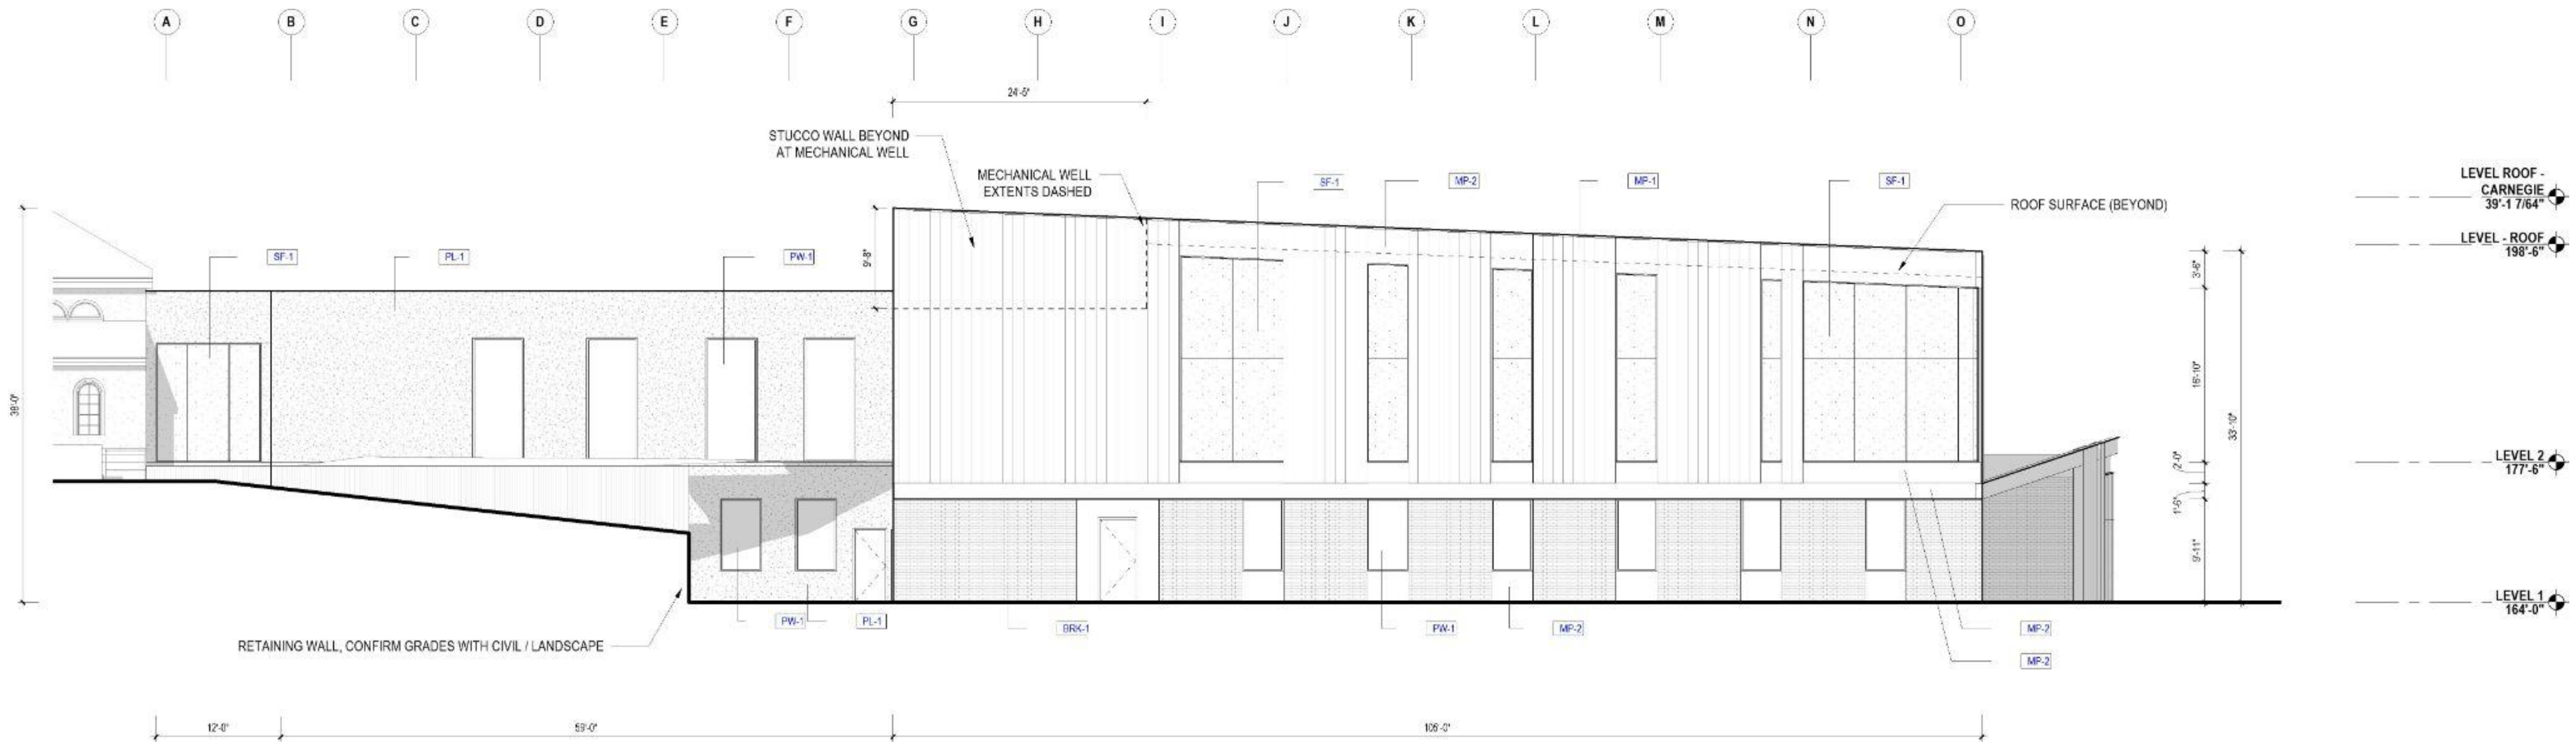 A B C D E F G H I J K L M N O
24'-5"
STUCCO WALL BEYOND
AT MECHANICAL WELL
MECHANICAL WELL
EXTENTS DASHED
SF-1
MP-2
MP-1
SF-1
ROOF SURFACE (BEYOND)
LEVEL ROOF -
CARNEGIE
39'-1 7/64"
LEVEL - ROOF
198'-6"
SF-1
PL-1
PW-1
9'-8"
38'-0"
3'-6"
16'-10"
33'-10"
2'-0"
1'-6"
9'-11"
LEVEL 2
177'-6"
LEVEL 1
164'-0"
PW-1
PL-1
BRK-1
PW-1
MP-2
MP-2
MP-2
RETAINING WALL, CONFIRM GRADES WITH CIVIL / LANDSCAPE
12'-0"
59'-0"